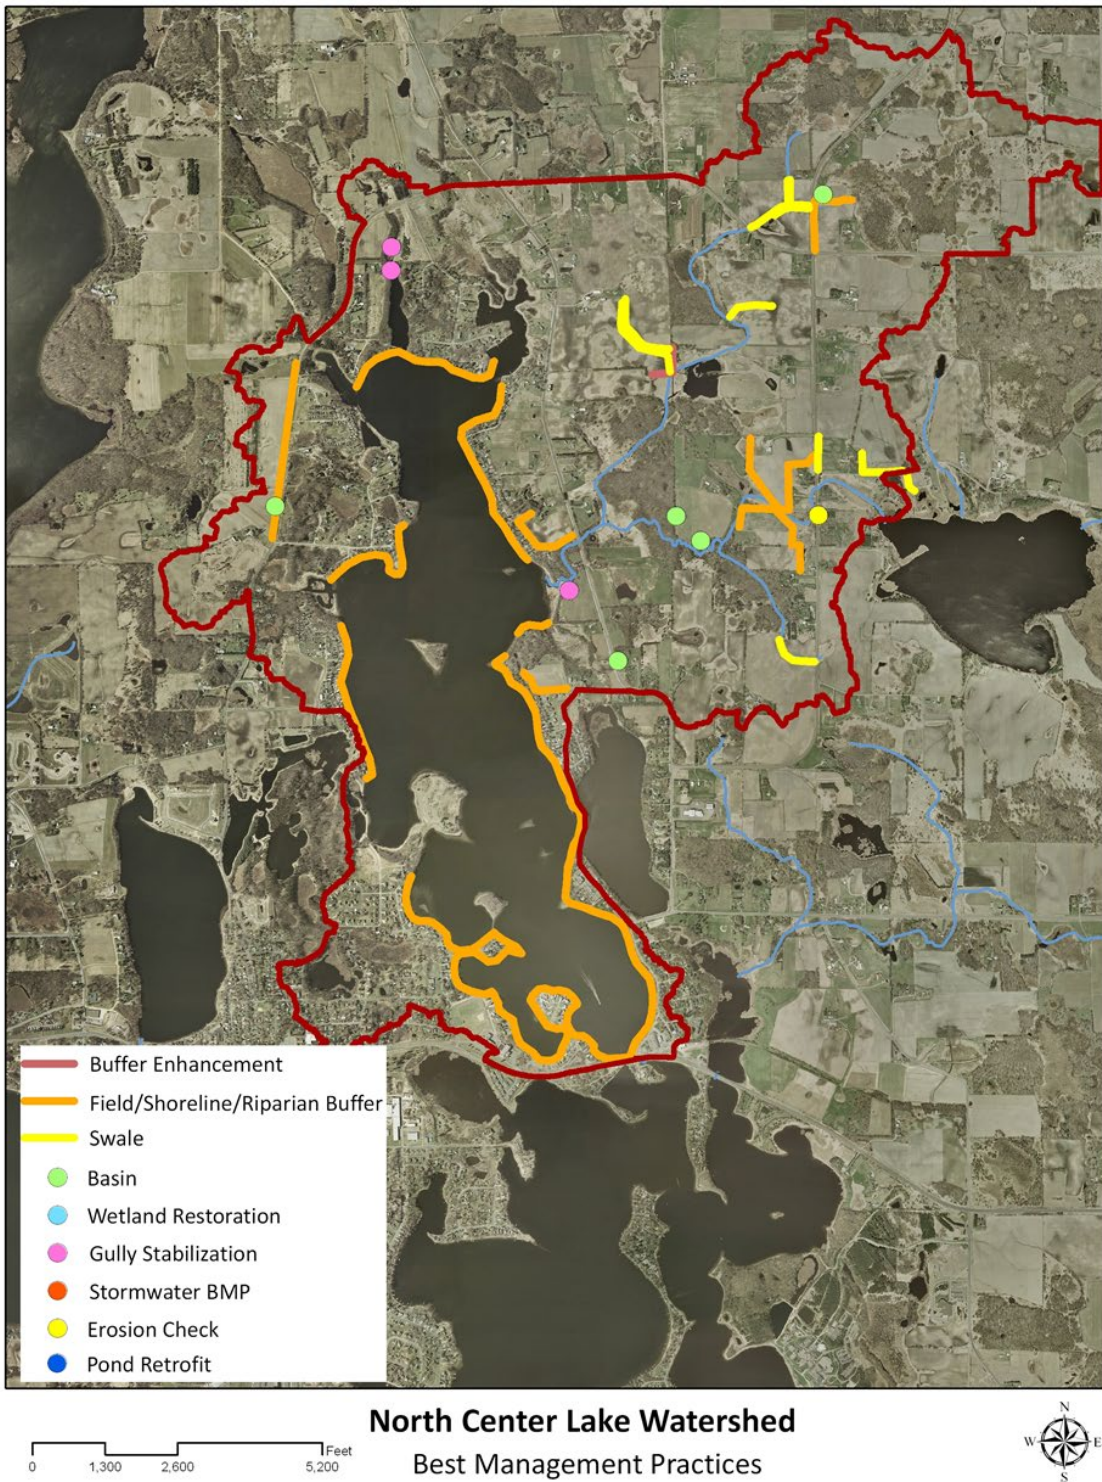 Buffer Enhancement
Field/Shoreline/Riparian Buffer
Swale
Basin
Wetland Restoration
Gully Stabilization
Stormwater BMP
Erosion Check
Pond Retrofit
North Center Lake Watershed
Best Management Practices
Feet
0 1,300 2,600 5,200
N
W E
S